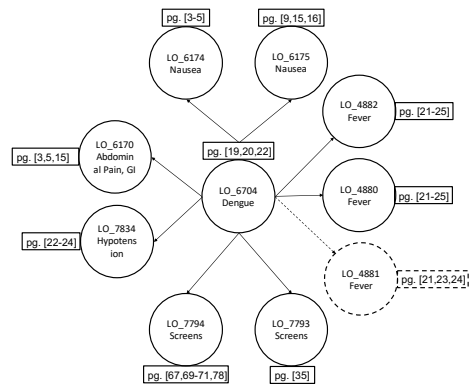 pg. [3-5]
pg. [9,15,16]
LO_6174
Nausea
LO_6175
Nausea
LO_4882
Fever
pg. [21-25]
LO_6170
Abdomin
al Pain, GI
pg. [3,5,15]
pg. [19,20,22]
LO_6704
Dengue
LO_4880
Fever
pg. [21-25]
LO_7834
Hypotens
ion
pg. [22-24]
LO_4881
Fever
pg. [21,23,24]
LO_7794
Screens
LO_7793
Screens
pg. [67,69-71,78]
pg. [35]